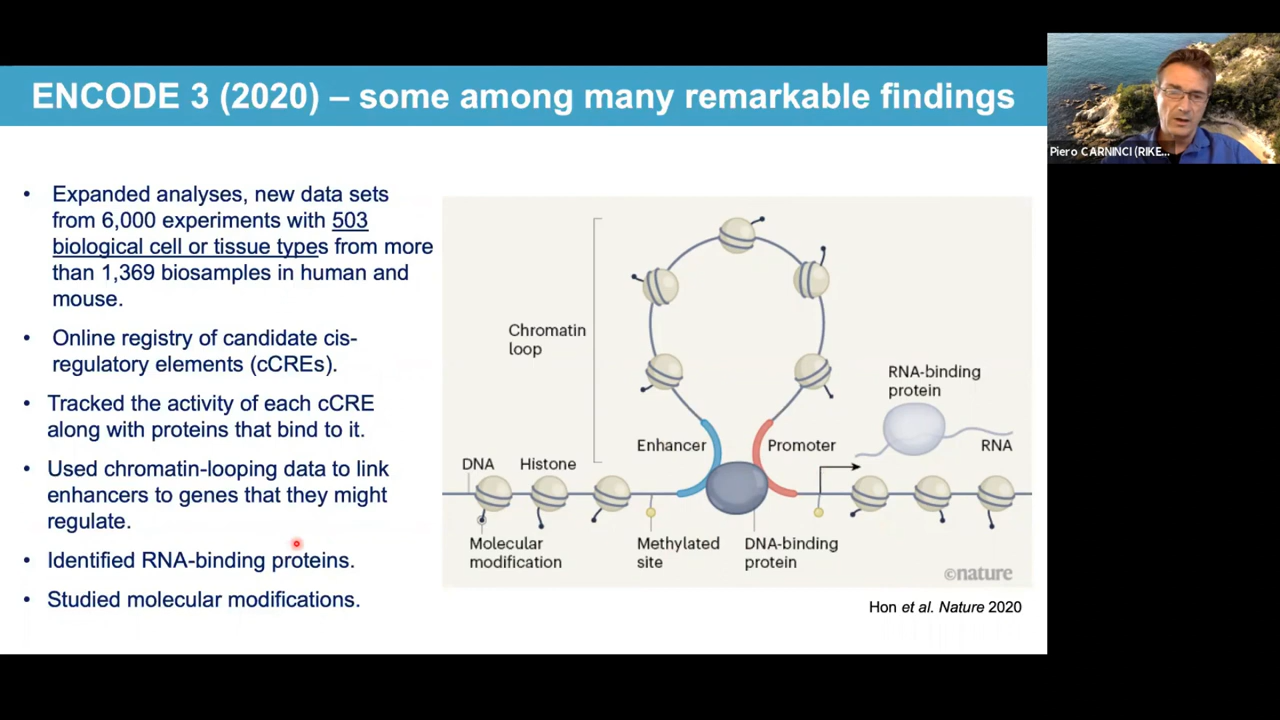 ENCODE 3 (2020) – some among many remarkable findings
Piero CARNINCI (RIKE...
• Expanded analyses, new data sets
from 6,000 experiments with 503
biological cell or tissue types from more
than 1,369 biosamples in human and
mouse.
• Online registry of candidate cis-
regulatory elements (cCREs).
• Tracked the activity of each cCRE
along with proteins that bind to it.
• Used chromatin-looping data to link
enhancers to genes that they might
regulate.
• Identified RNA-binding proteins.
• Studied molecular modifications.
Chromatin
loop
RNA-binding
protein
Enhancer
Promoter
RNA
DNA
Histone
Molecular
modification
Methylated
site
DNA-binding
protein
©nature
Hon et al. Nature 2020